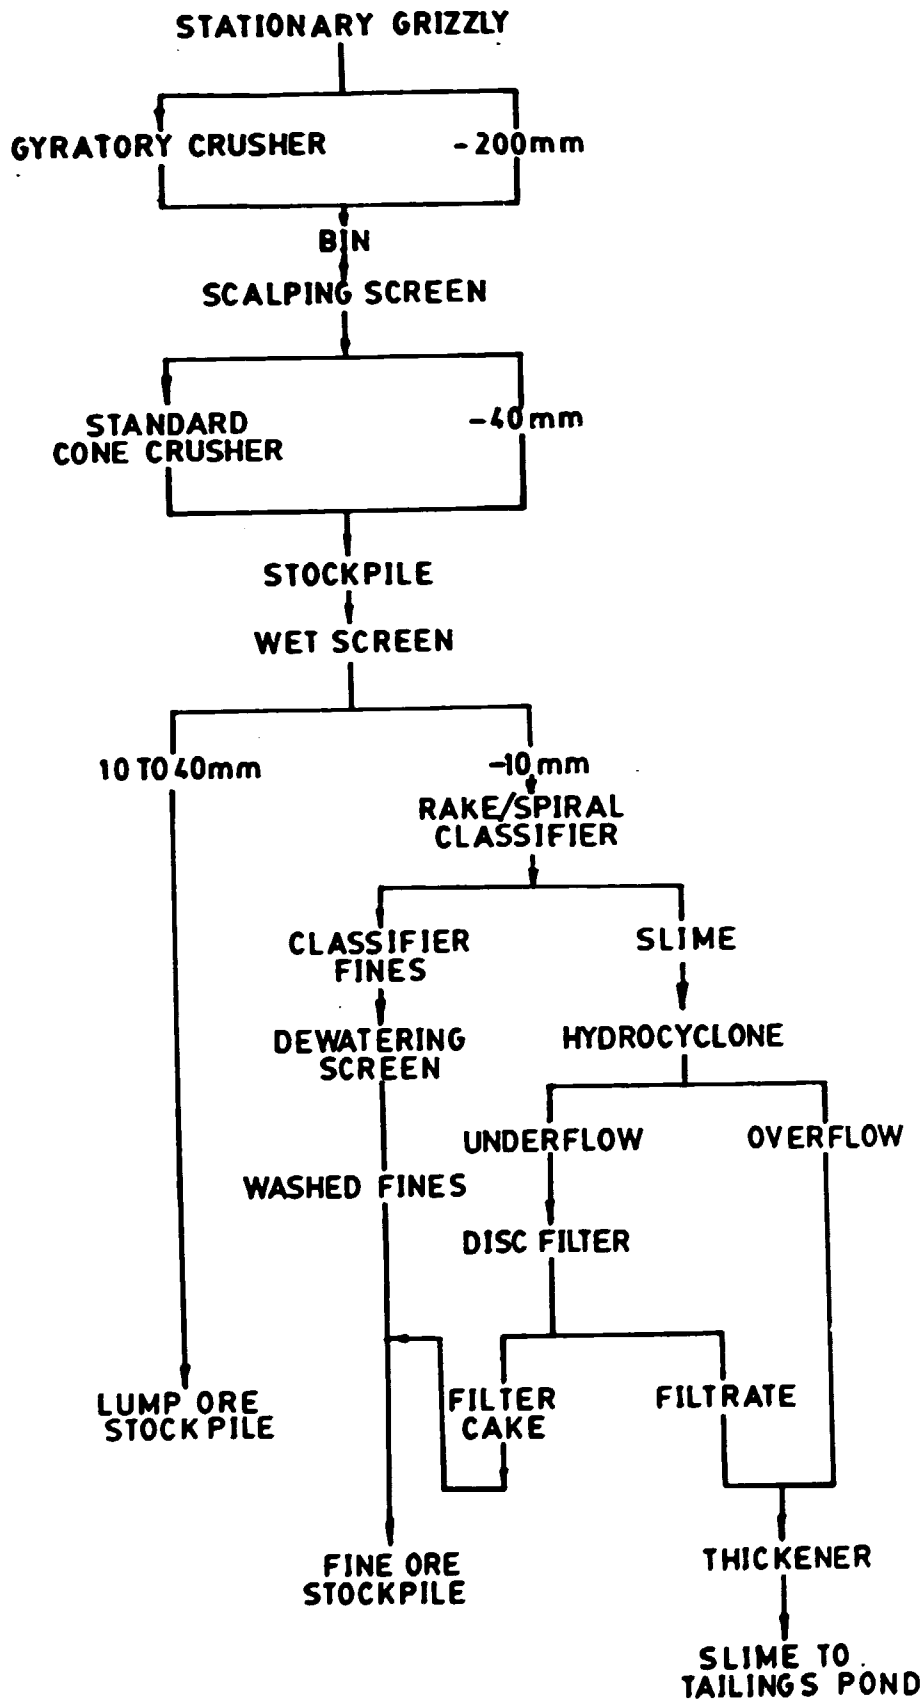 STATIONARY GRIZZLY
GYRATORY CRUSHER
-200mm
BIN
SCALPING SCREEN
STANDARD
CONE CRUSHER
-40mm
STOCKPILE
WET SCREEN
10 TO 40mm
-10mm
RAKE/SPIRAL
CLASSIFIER
CLASSIFIER
FINES
SLIME
DEWATERING
SCREEN
HYDROCYCLONE
UNDERFLOW
OVERFLOW
WASHED FINES
DISC FILTER
LUMP ORE
STOCKPILE
FILTER
CAKE
FILTRATE
FINE ORE
STOCKPILE
THICKENER
SLIME TO
TAILINGS POND